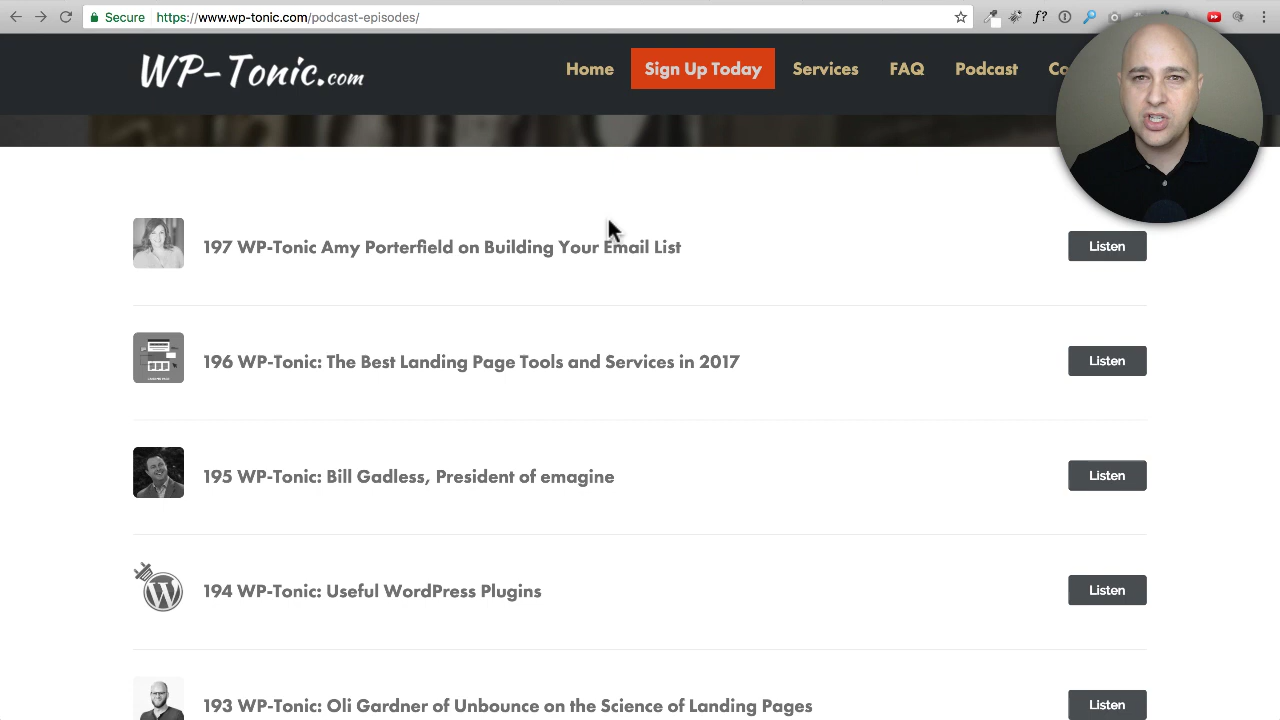 Secure https://www.wp-tonic.com/podcast-episodes/
f?
WP-Tonic.com
Home
Sign Up Today
Services
FAQ
Podcast
197 WP-Tonic Amy Porterfield on Building Your Email List
Listen
196 WP-Tonic: The Best Landing Page Tools and Services in 2017
Listen
195 WP-Tonic: Bill Gadless, President of emagine
Listen
194 WP-Tonic: Useful WordPress Plugins
Listen
193 WP-Tonic: Oli Gardner of Unbounce on the Science of Landing Pages
Listen